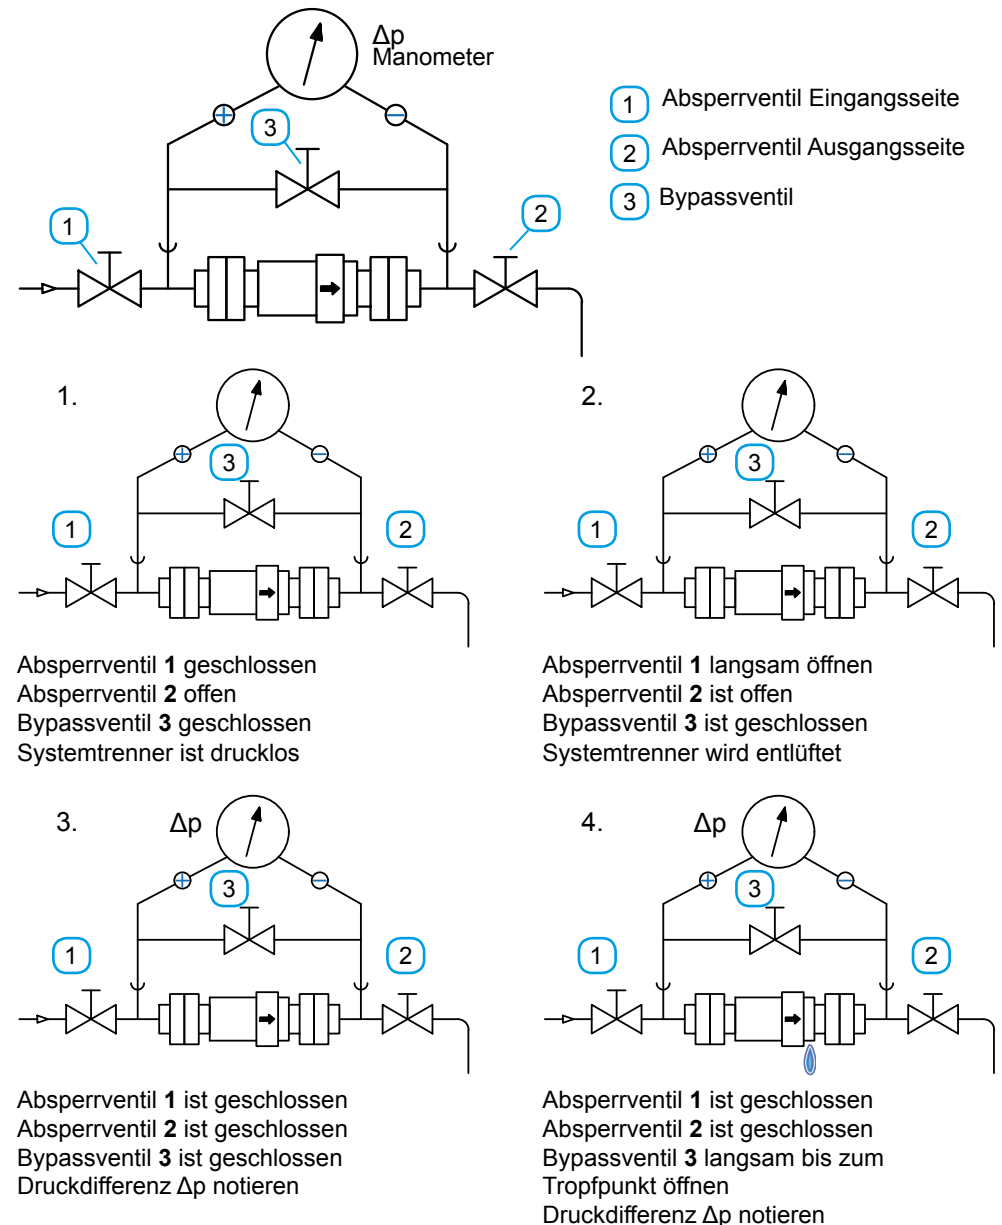 Δp
Manometer
3
1
2
1 Absperrventil Eingangsseite
2 Absperrventil Ausgangsseite
3 Bypassventil
1.
3
1
2
Absperrventil 1 geschlossen
Absperrventil 2 offen
Bypassventil 3 geschlossen
Systemtrenner ist drucklos
2.
3
1
2
Absperrventil 1 langsam öffnen
Absperrventil 2 ist offen
Bypassventil 3 ist geschlossen
Systemtrenner wird entlüftet
3.
Δp
3
1
2
Absperrventil 1 ist geschlossen
Absperrventil 2 ist geschlossen
Bypassventil 3 ist geschlossen
Druckdifferenz Δp notieren
4.
Δp
3
1
2
Absperrventil 1 ist geschlossen
Absperrventil 2 ist geschlossen
Bypassventil 3 langsam bis zum
Tropfpunkt öffnen
Druckdifferenz Δp notieren